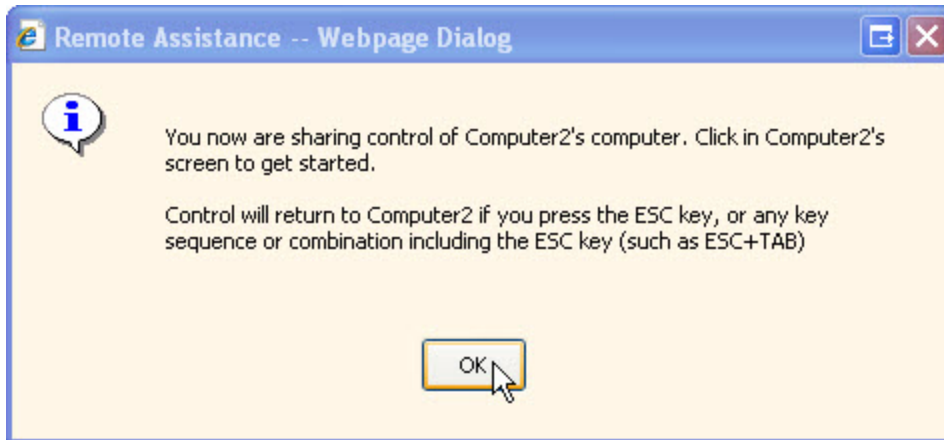 Remote Assistance -- Webpage Dialog
You now are sharing control of Computer2's computer. Click in Computer2's
screen to get started.
Control will return to Computer2 if you press the ESC key, or any key
sequence or combination including the ESC key (such as ESC+TAB)
OK